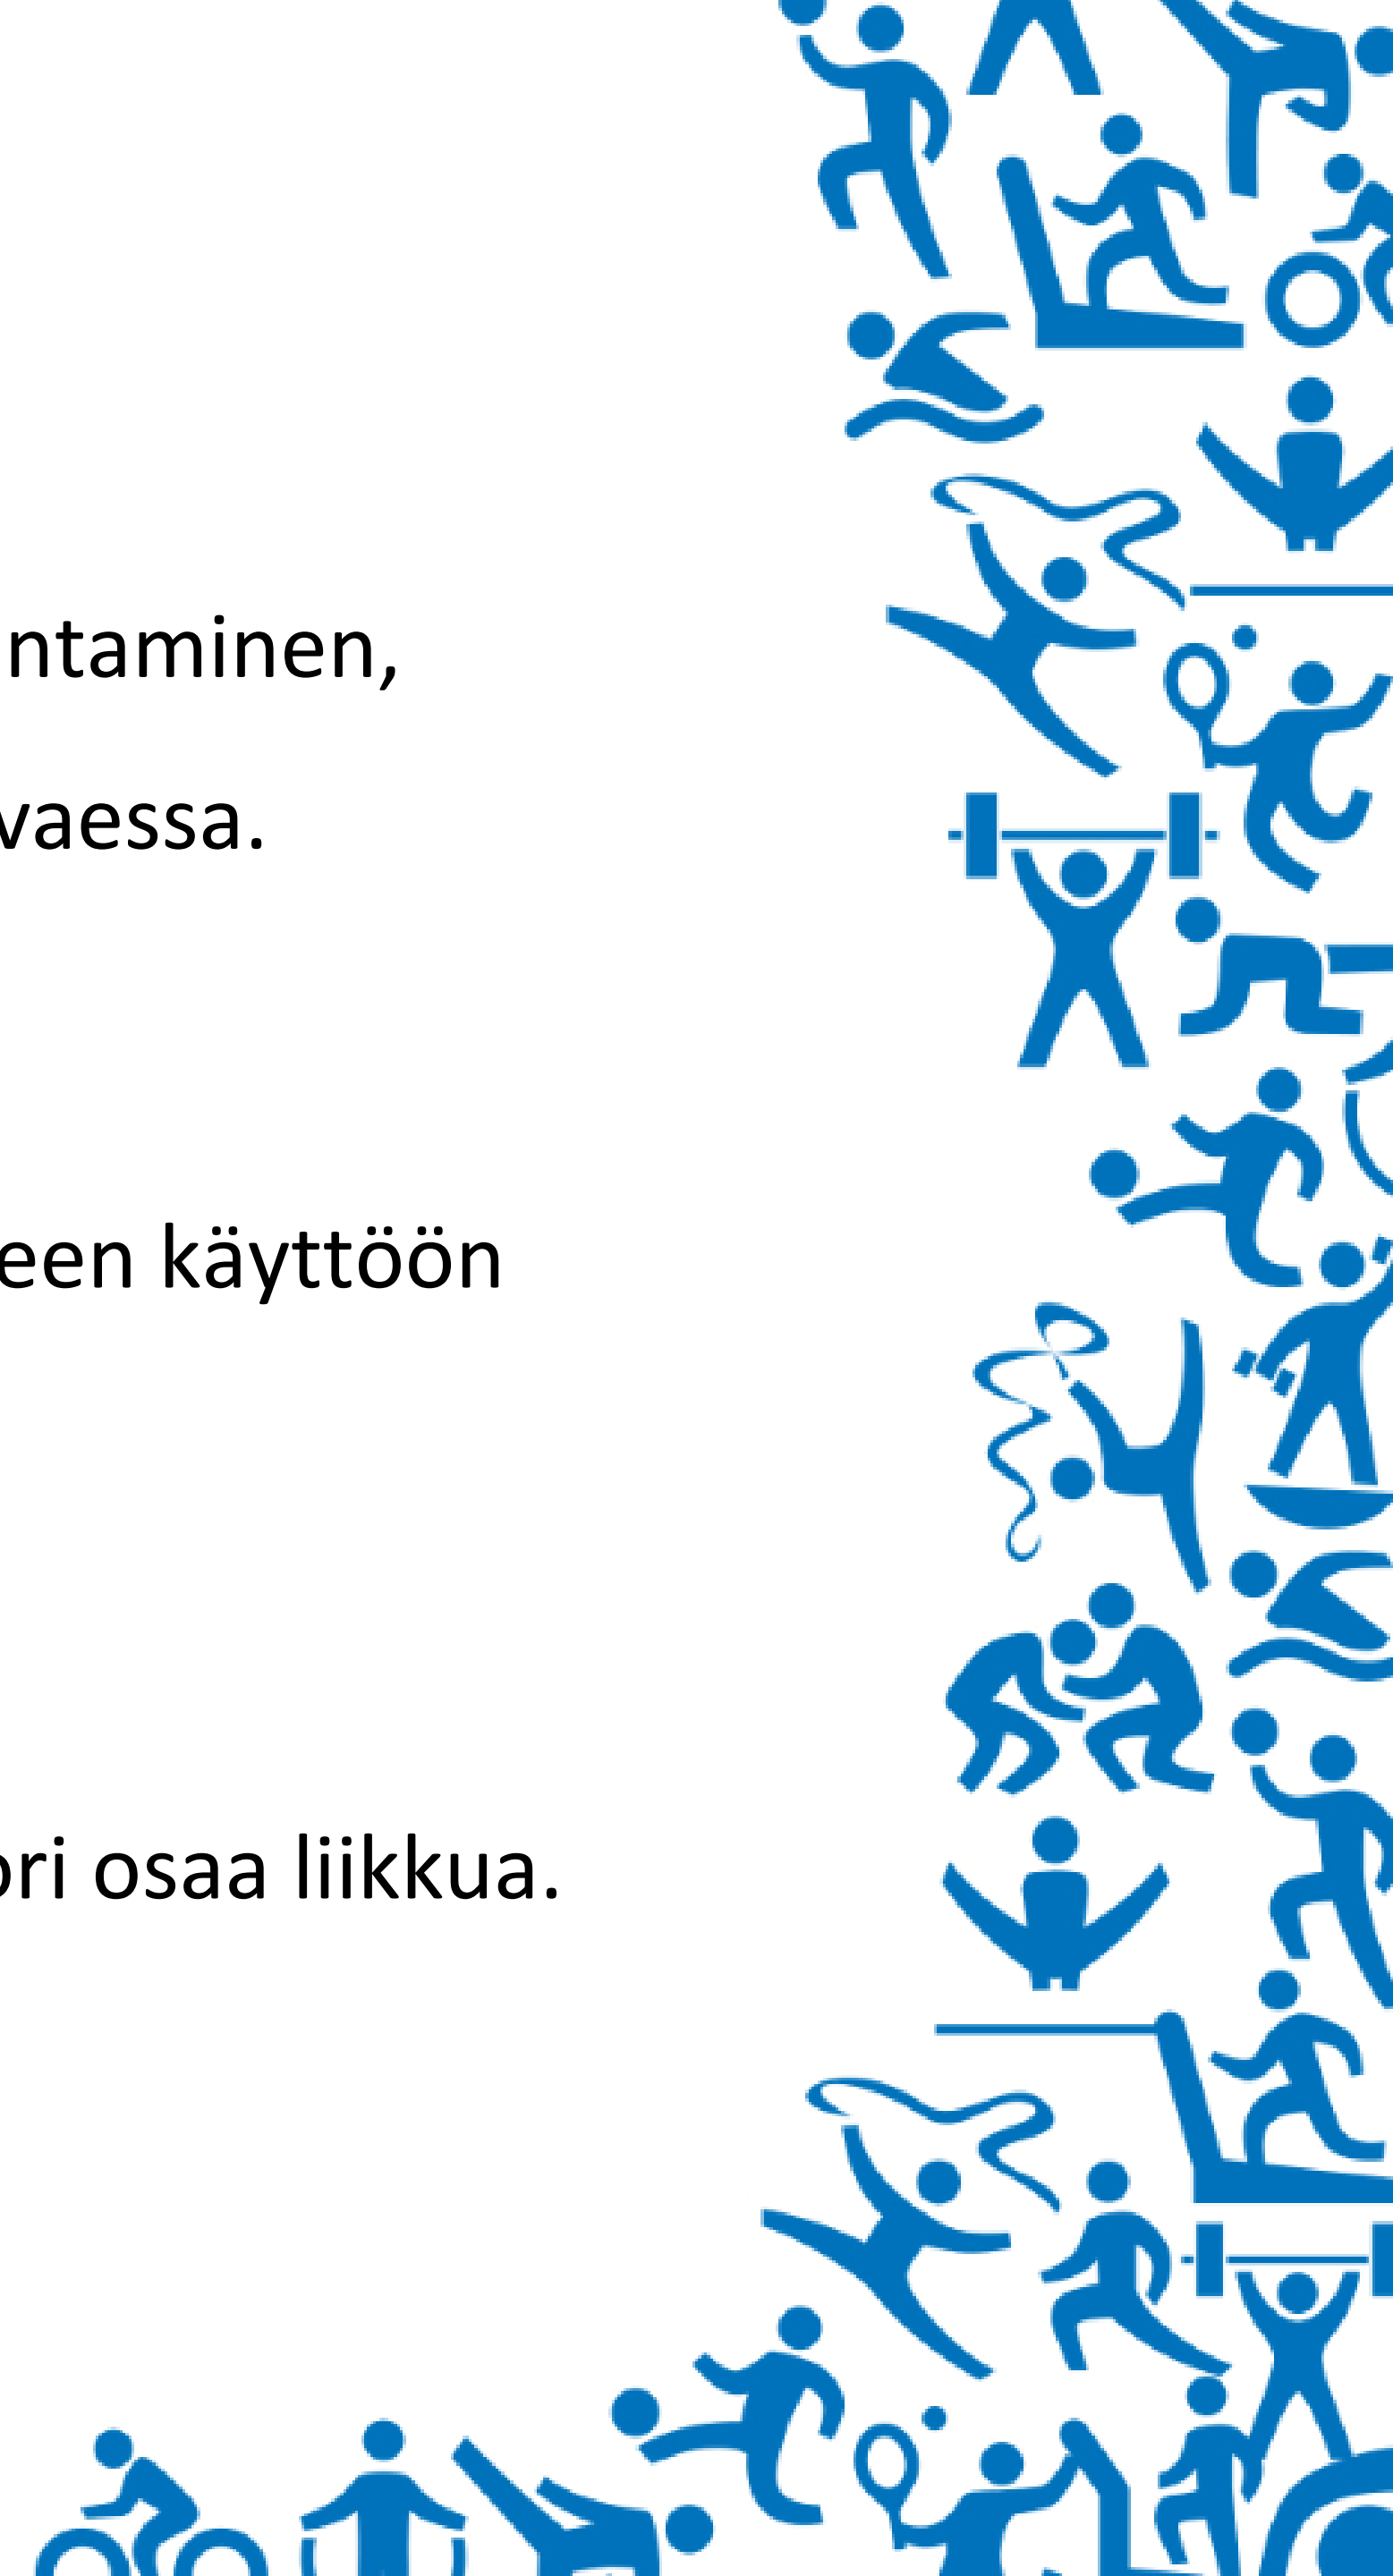 ntaminen,
vaessa.
een käyttöön
ori osaa liikkua.